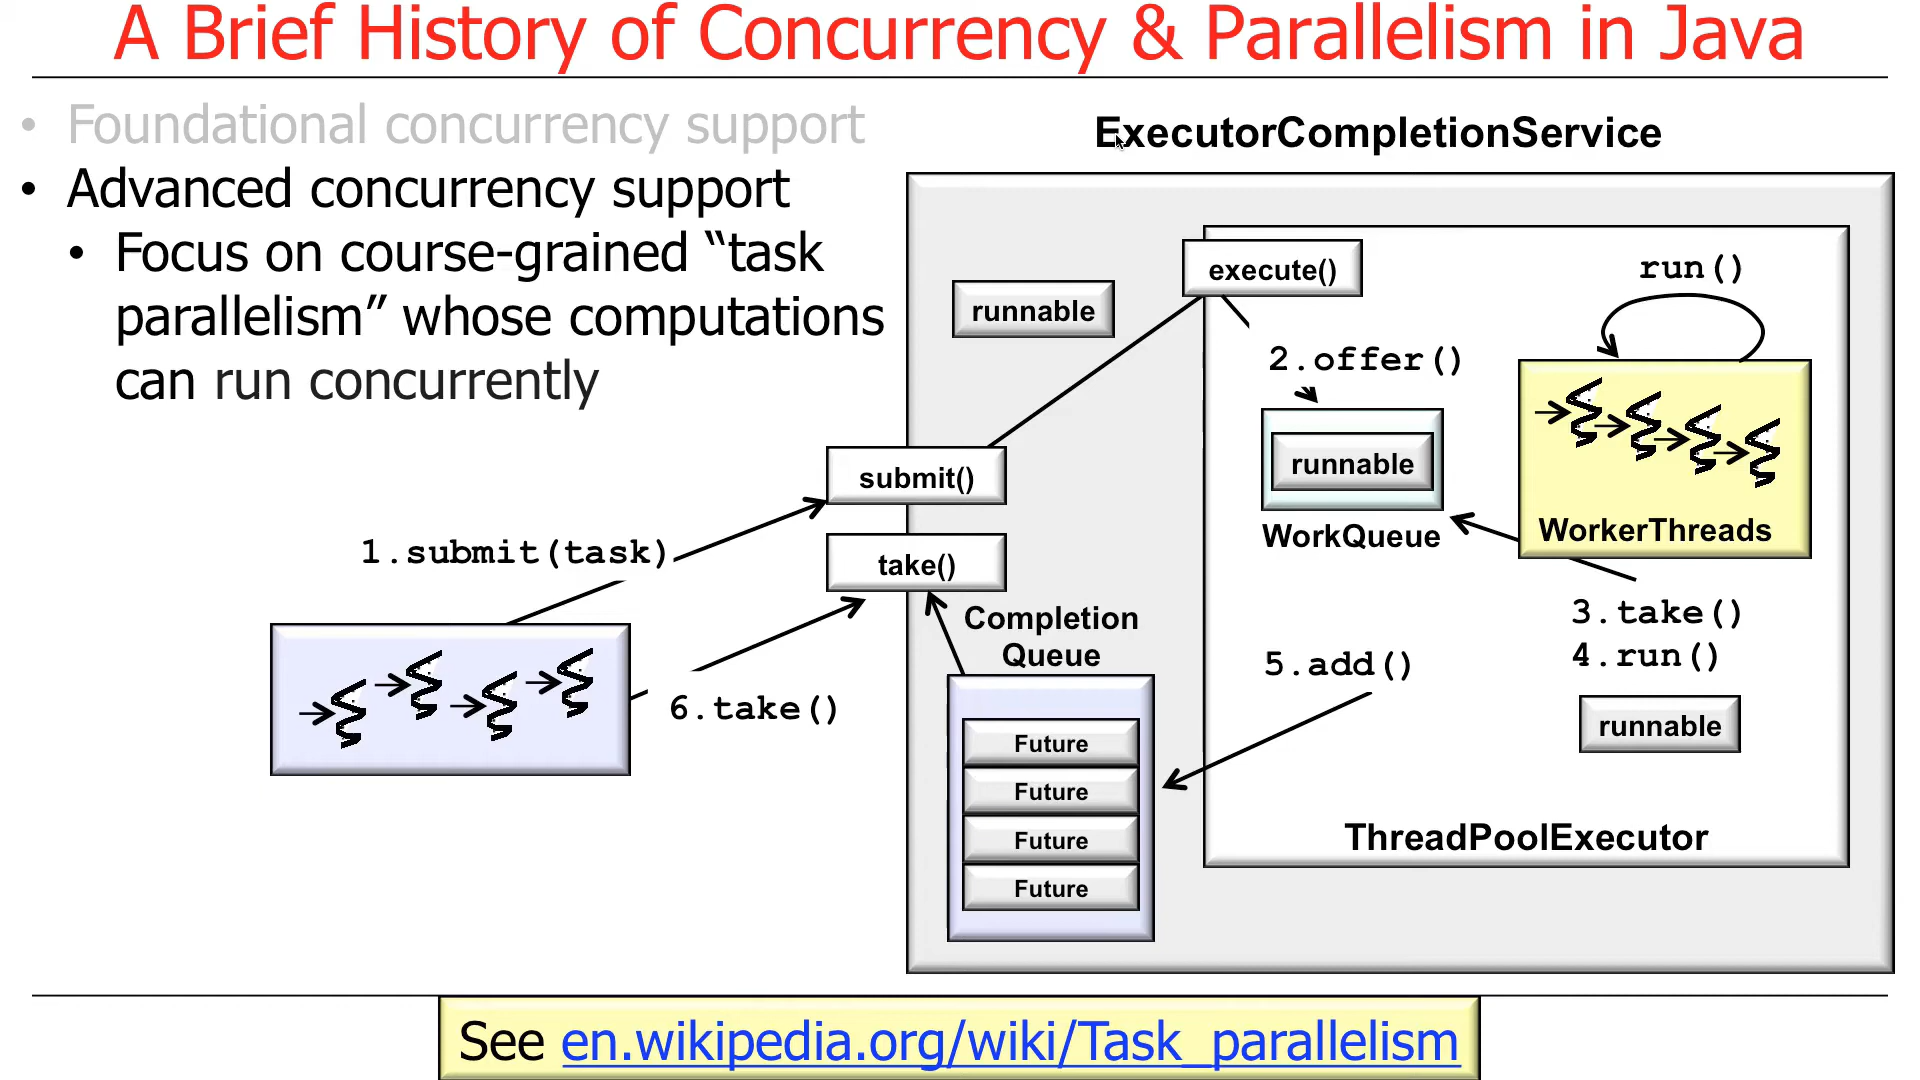 A Brief History of Concurrency & Parallelism in Java
• Foundational concurrency support
• Advanced concurrency support
• Focus on course-grained “task
parallelism” whose computations
can run concurrently
ExecutorCompletionService
execute()
run()
runnable
2.offer()
runnable
WorkQueue
WorkerThreads
submit()
1.submit(task)
take()
Completion
Queue
3.take()
4.run()
5.add()
6.take()
runnable
Future
Future
Future
Future
ThreadPoolExecutor
See en.wikipedia.org/wiki/Task_parallelism